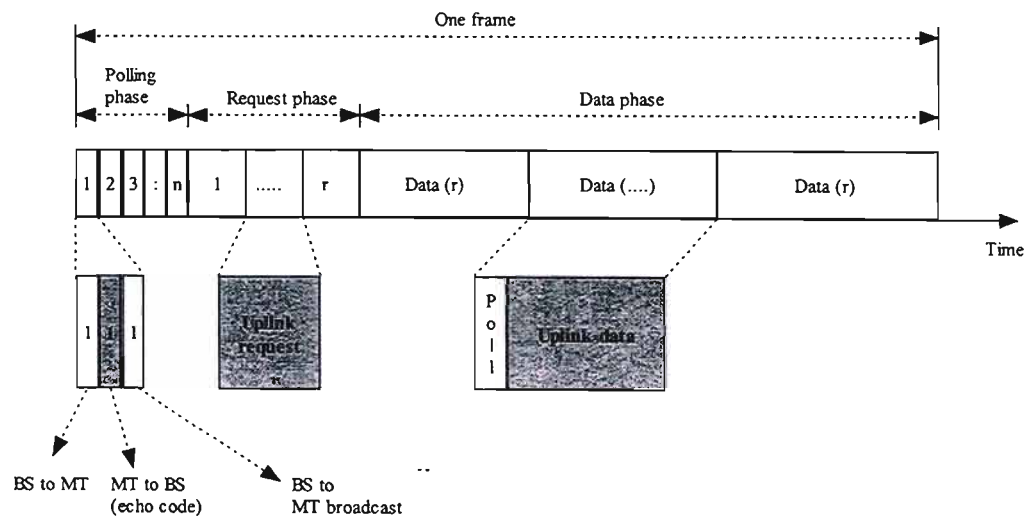 One frame
Polling
phase
Request phase
Data phase
1 2 3 : n 1 ..... r Data (r) Data (....) Data (r)
Time
1 1 1
Uplink
request
P
o
l
l
Uplink data
BS to MT
MT to BS
(echo code)
BS to
MT broadcast